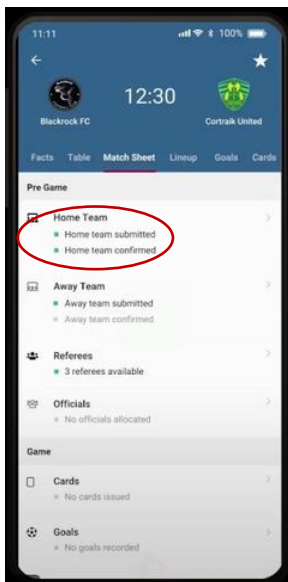 11:11
100%
12:30
Blackrock FC
Cortraik United
Facts Table Match Sheet Lineup Goals Cards
Pre Game
Home Team
Home team submitted
Home team confirmed
Away Team
Away team submitted
Away team confirmed
Referees
3 referees available
Officials
No officials allocated
Game
Cards
No cards issued
Goals
No goals recorded